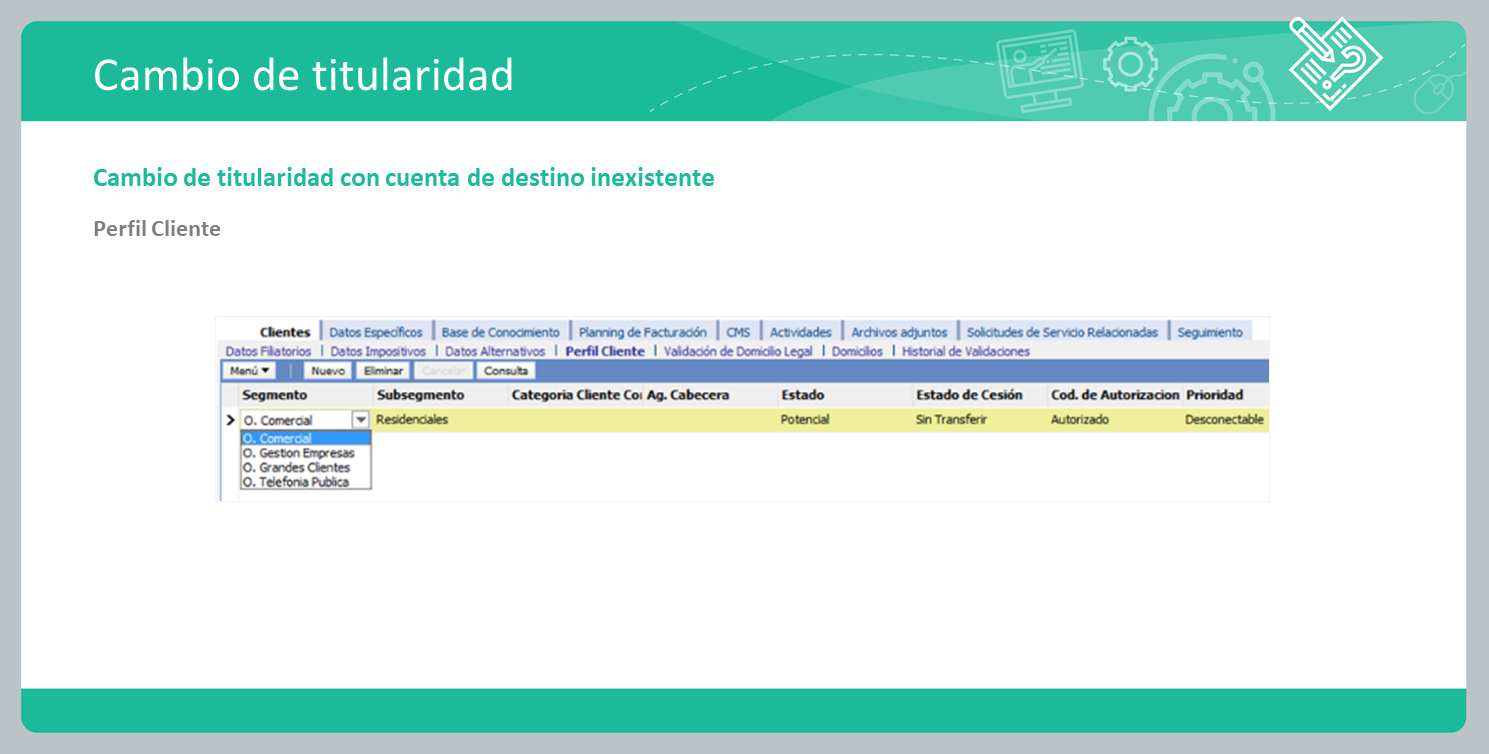 Cambio de titularidad
Cambio de titularidad con cuenta de destino inexistente
Perfil Cliente
Clientes Datos Específicos Base de Conocimiento Planning de Facturación CMS Actividades Archivos adjuntos Solicitudes de Servicio Relacionadas Seguimiento
Datos Filiatorios Datos Impositivos Datos Alternativos Perfil Cliente Validación de Domicilio Legal Domicilios Historial de Validaciones
Menú Nuevo Eliminar Cancelar Consulta
Segmento Subsegmento Categoria Cliente Cor Ag. Cabecera Estado Estado de Cesión Cod. de Autorizacion Prioridad
O. Comercial Residenciales Potencial Sin Transferir Autorizado Desconectable
O. Comercial
O. Gestion Empresas
O. Grandes Clientes
O. Telefonia Publica